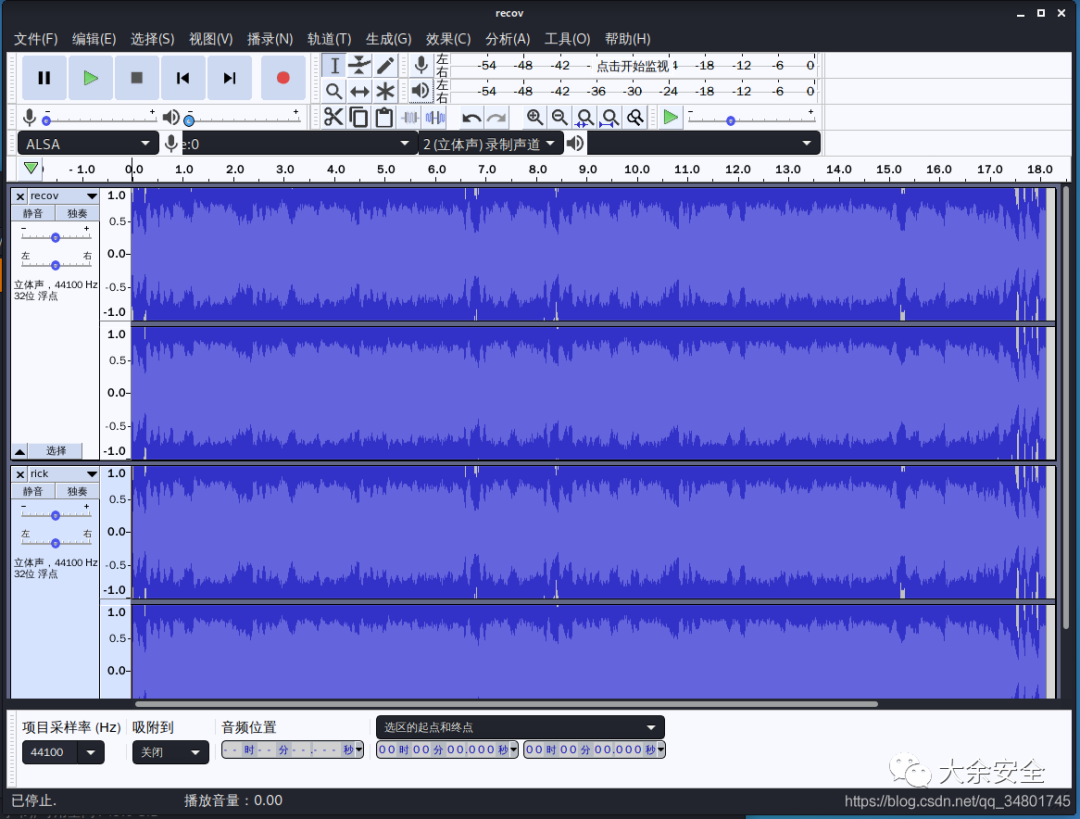 recov
文件(F) 编辑(E) 选择(S) 视图(V) 播录(N) 轨道(T) 生成(G) 效果(C) 分析(A) 工具(O) 帮助(H)
左 右 -54 -48 -42 - 点击开始监视 -18 -12 -6 0
左 右 -54 -48 -42 -36 -30 -24 -18 -12 -6 0
ALSA e:0 2 (立体声) 录制声道
- 1.0 0.0 1.0 2.0 3.0 4.0 5.0 6.0 7.0 8.0 9.0 10.0 11.0 12.0 13.0 14.0 15.0 16.0 17.0 18.0
recov 1.0
静音 独奏 0.5-
- +
左 右 0.0-
立体声，44100 Hz -0.5-
32位 浮点
-1.0
1.0
0.5-
0.0-
-0.5-
选择 -1.0
rick 1.0
静音 独奏 0.5-
- +
左 右 0.0-
立体声，44100 Hz -0.5-
32位 浮点
-1.0
1.0
0.5-
0.0-
项目采样率 (Hz) 吸附到 音频位置 选区的起点和终点
44100 关闭 - - 时 - - 分 - - . - - - 秒 00 时 00 分 00.000 秒 00 时 00 分 00.000 秒
大余安全
已停止. 播放音量：0.00 https://blog.csdn.net/qq_34801745